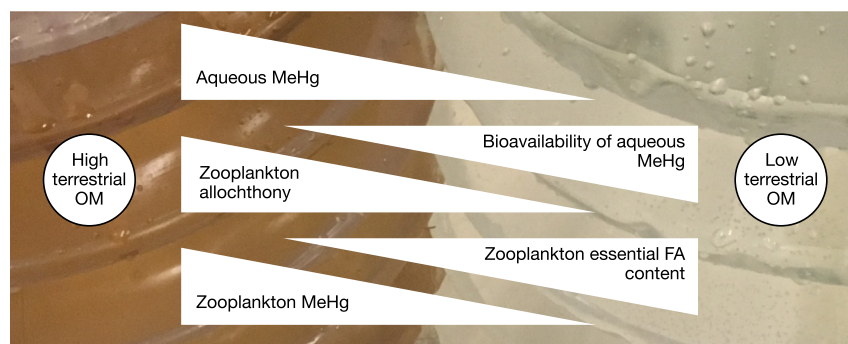 Aqueous MeHg
Bioavailability of aqueous
MeHg
High
terrestrial
OM
Zooplankton
allochthony
Low
terrestrial
OM
Zooplankton essential FA
content
Zooplankton MeHg